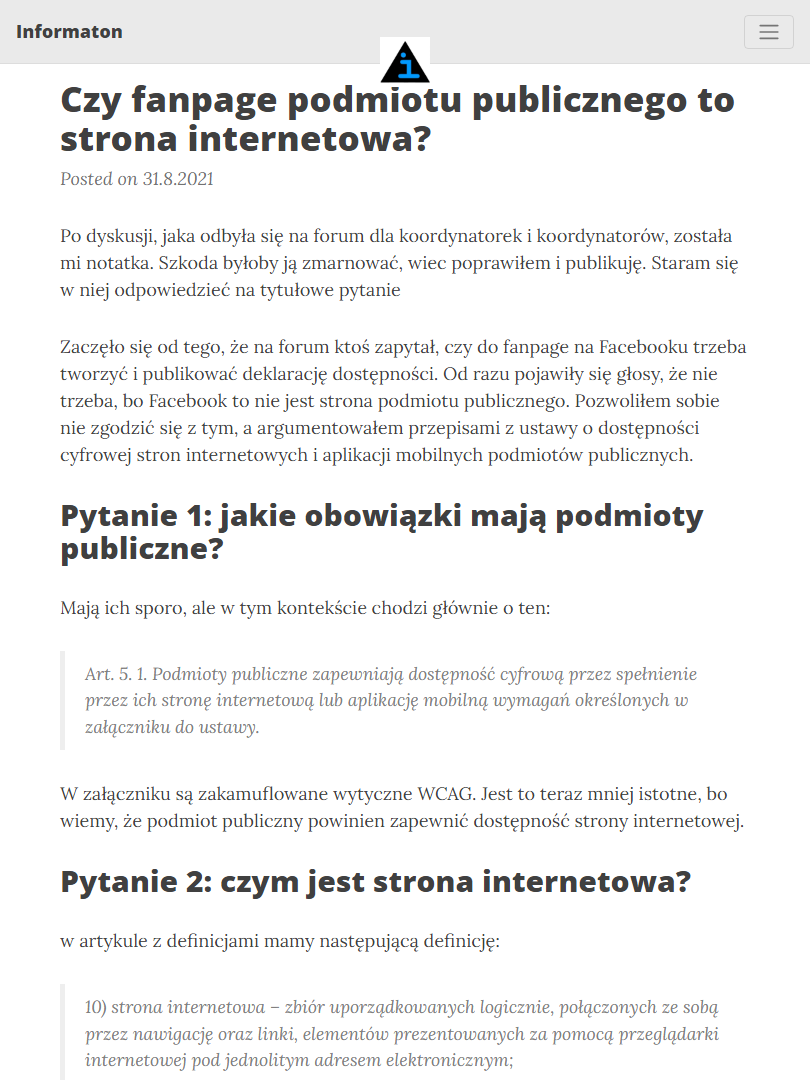 Informaton
i
Czy fanpage podmiotu publicznego to
strona internetowa?
Posted on 31.8.2021
Po dyskusji, jaka odbyła się na forum dla koordynatorek i koordynatorów, została
mi notatka. Szkoda byłoby ją zmarnować, wiec poprawiłem i publikuję. Staram się
w niej odpowiedzieć na tytułowe pytanie
Zaczęło się od tego, że na forum ktoś zapytał, czy do fanpage na Facebooku trzeba
tworzyć i publikować deklarację dostępności. Od razu pojawiły się głosy, że nie
trzeba, bo Facebook to nie jest strona podmiotu publicznego. Pozwoliłem sobie
nie zgodzić się z tym, a argumentowałem przepisami z ustawy o dostępności
cyfrowej stron internetowych i aplikacji mobilnych podmiotów publicznych.
Pytanie 1: jakie obowiązki mają podmioty
publiczne?
Mają ich sporo, ale w tym kontekście chodzi głównie o ten:
Art. 5. 1. Podmioty publiczne zapewniają dostępność cyfrową przez spełnienie
przez ich stronę internetową lub aplikację mobilną wymagań określonych w
załączniku do ustawy.
W załączniku są zakamuflowane wytyczne WCAG. Jest to teraz mniej istotne, bo
wiemy, że podmiot publiczny powinien zapewnić dostępność strony internetowej.
Pytanie 2: czym jest strona internetowa?
w artykule z definicjami mamy następującą definicję:
10) strona internetowa – zbiór uporządkowanych logicznie, połączonych ze sobą
przez nawigację oraz linki, elementów prezentowanych za pomocą przeglądarki
internetowej pod jednolitym adresem elektronicznym;